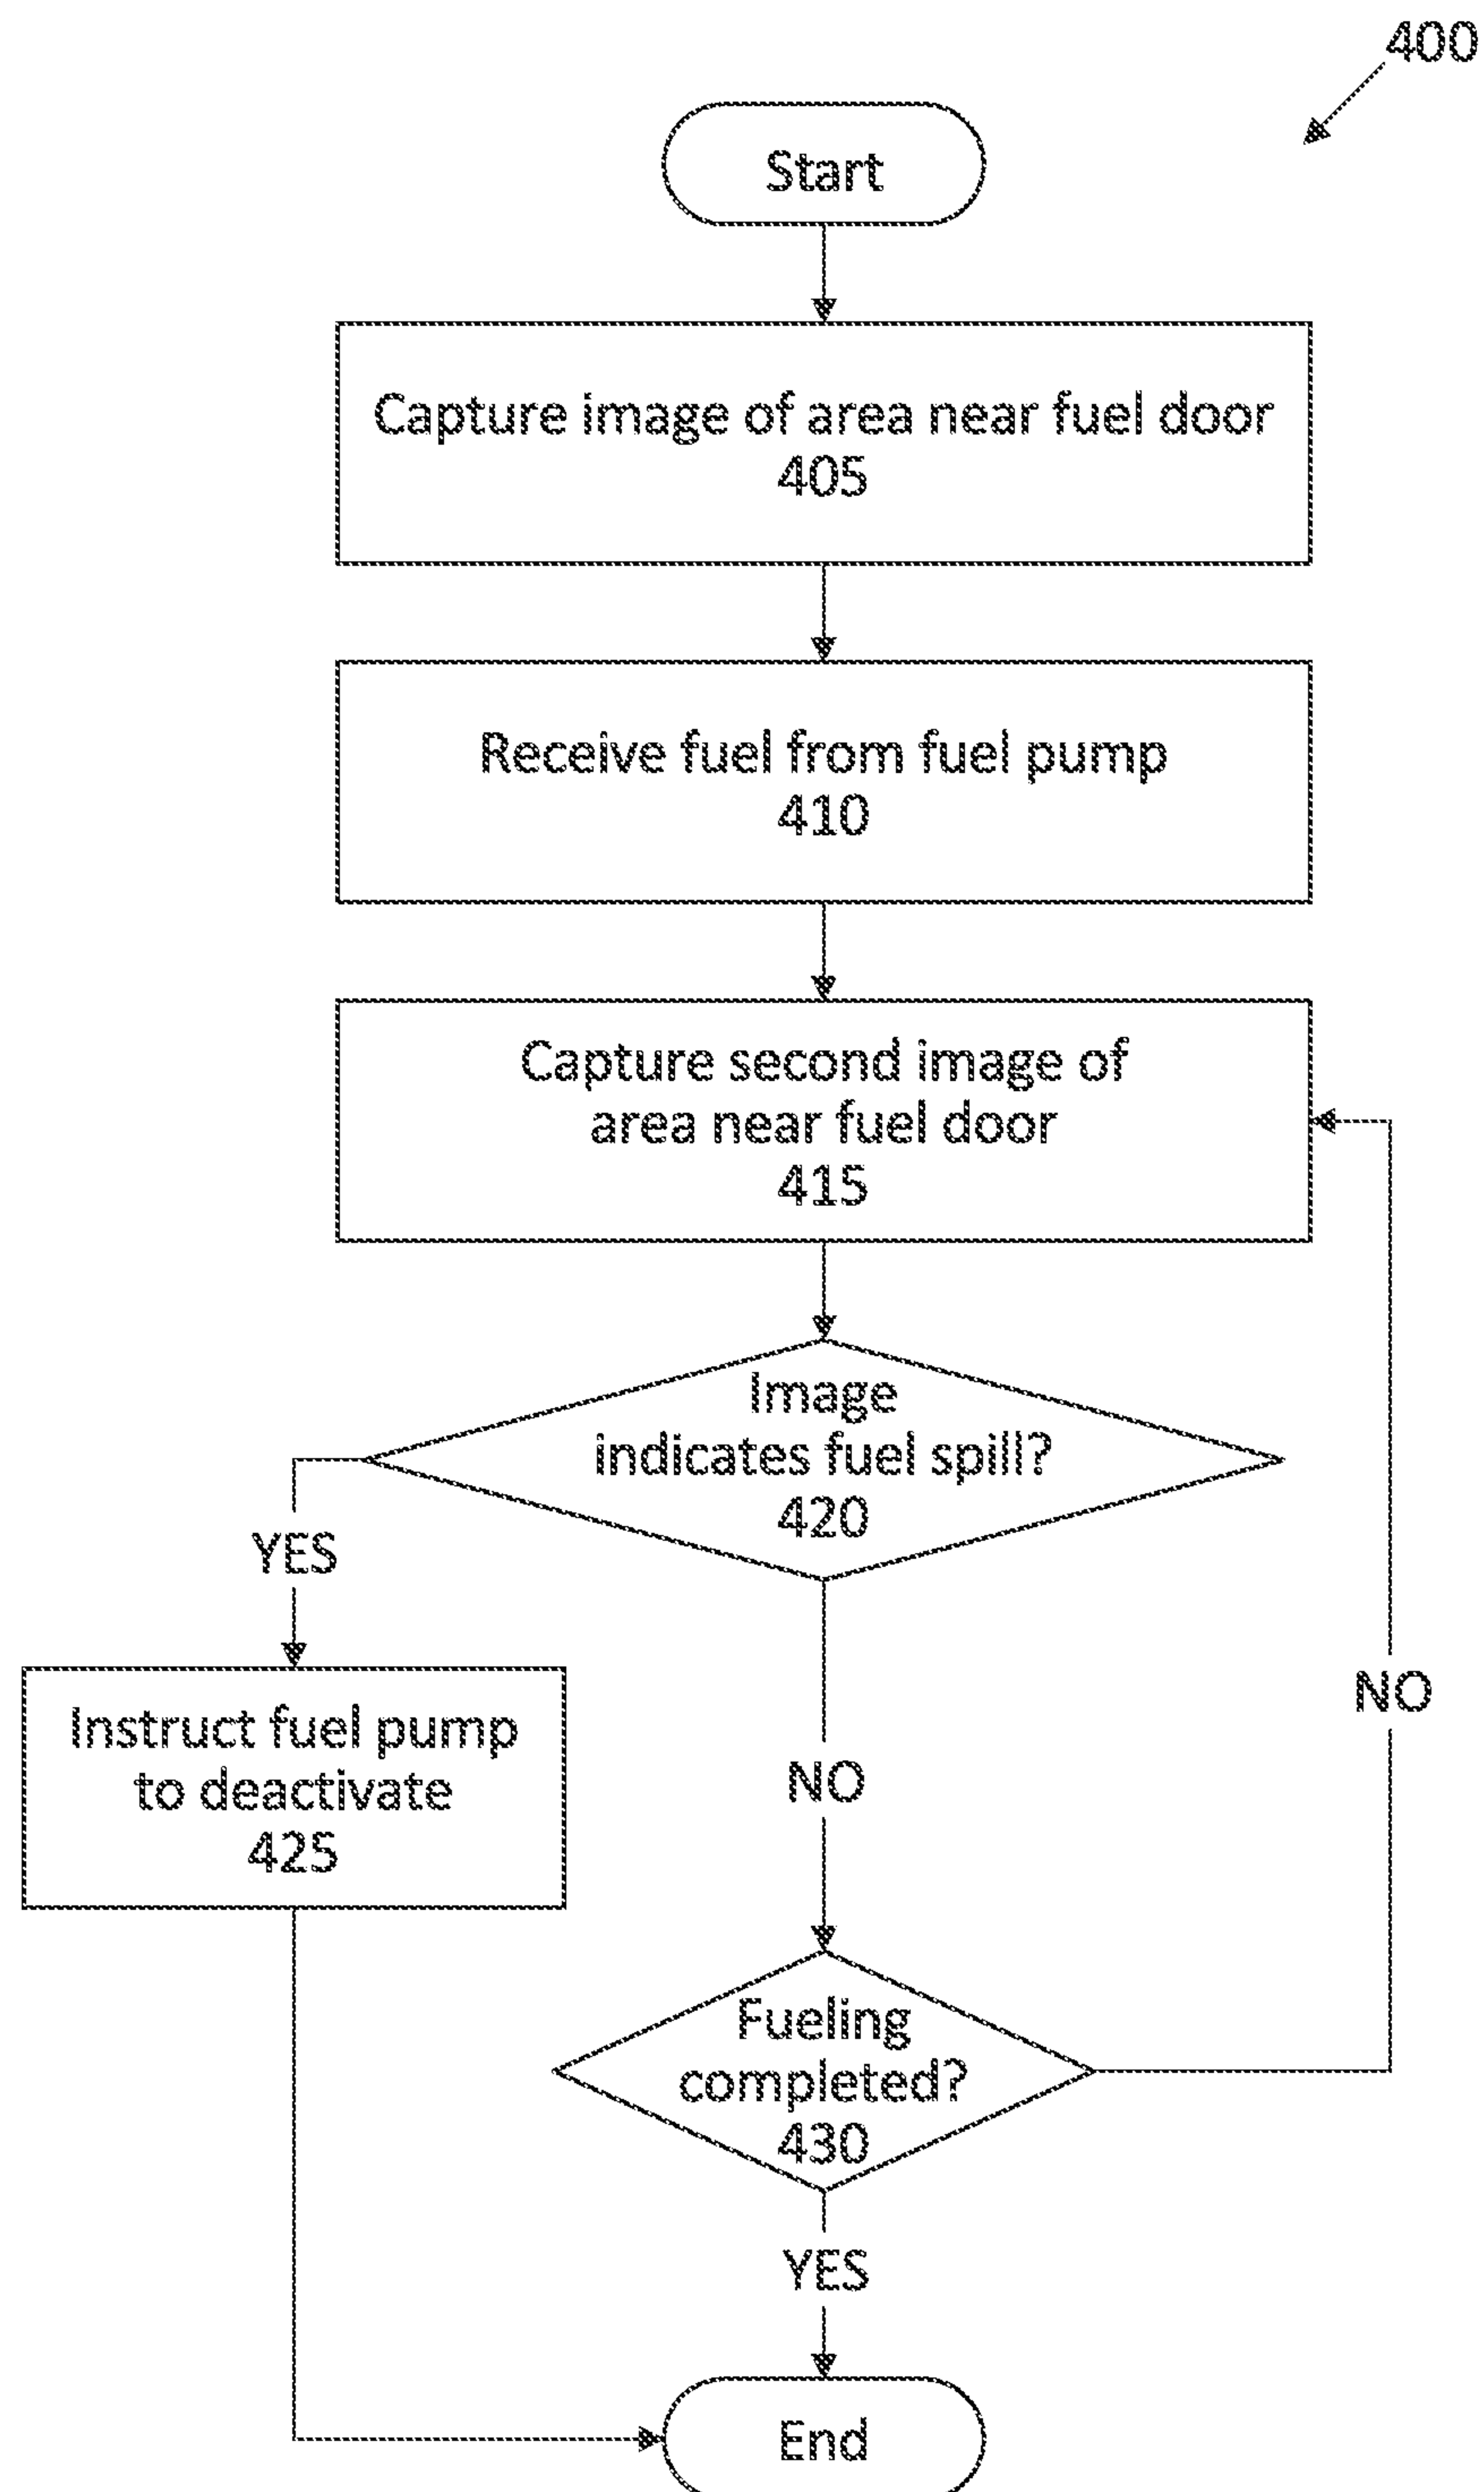 400
Start
Capture image of area near fuel door
405
Receive fuel from fuel pump
410
Capture second image of
area near fuel door
415
Image
indicates fuel spill?
420
YES
Instruct fuel pump
to deactivate
425
NO
NO
Fueling
completed?
430
YES
End